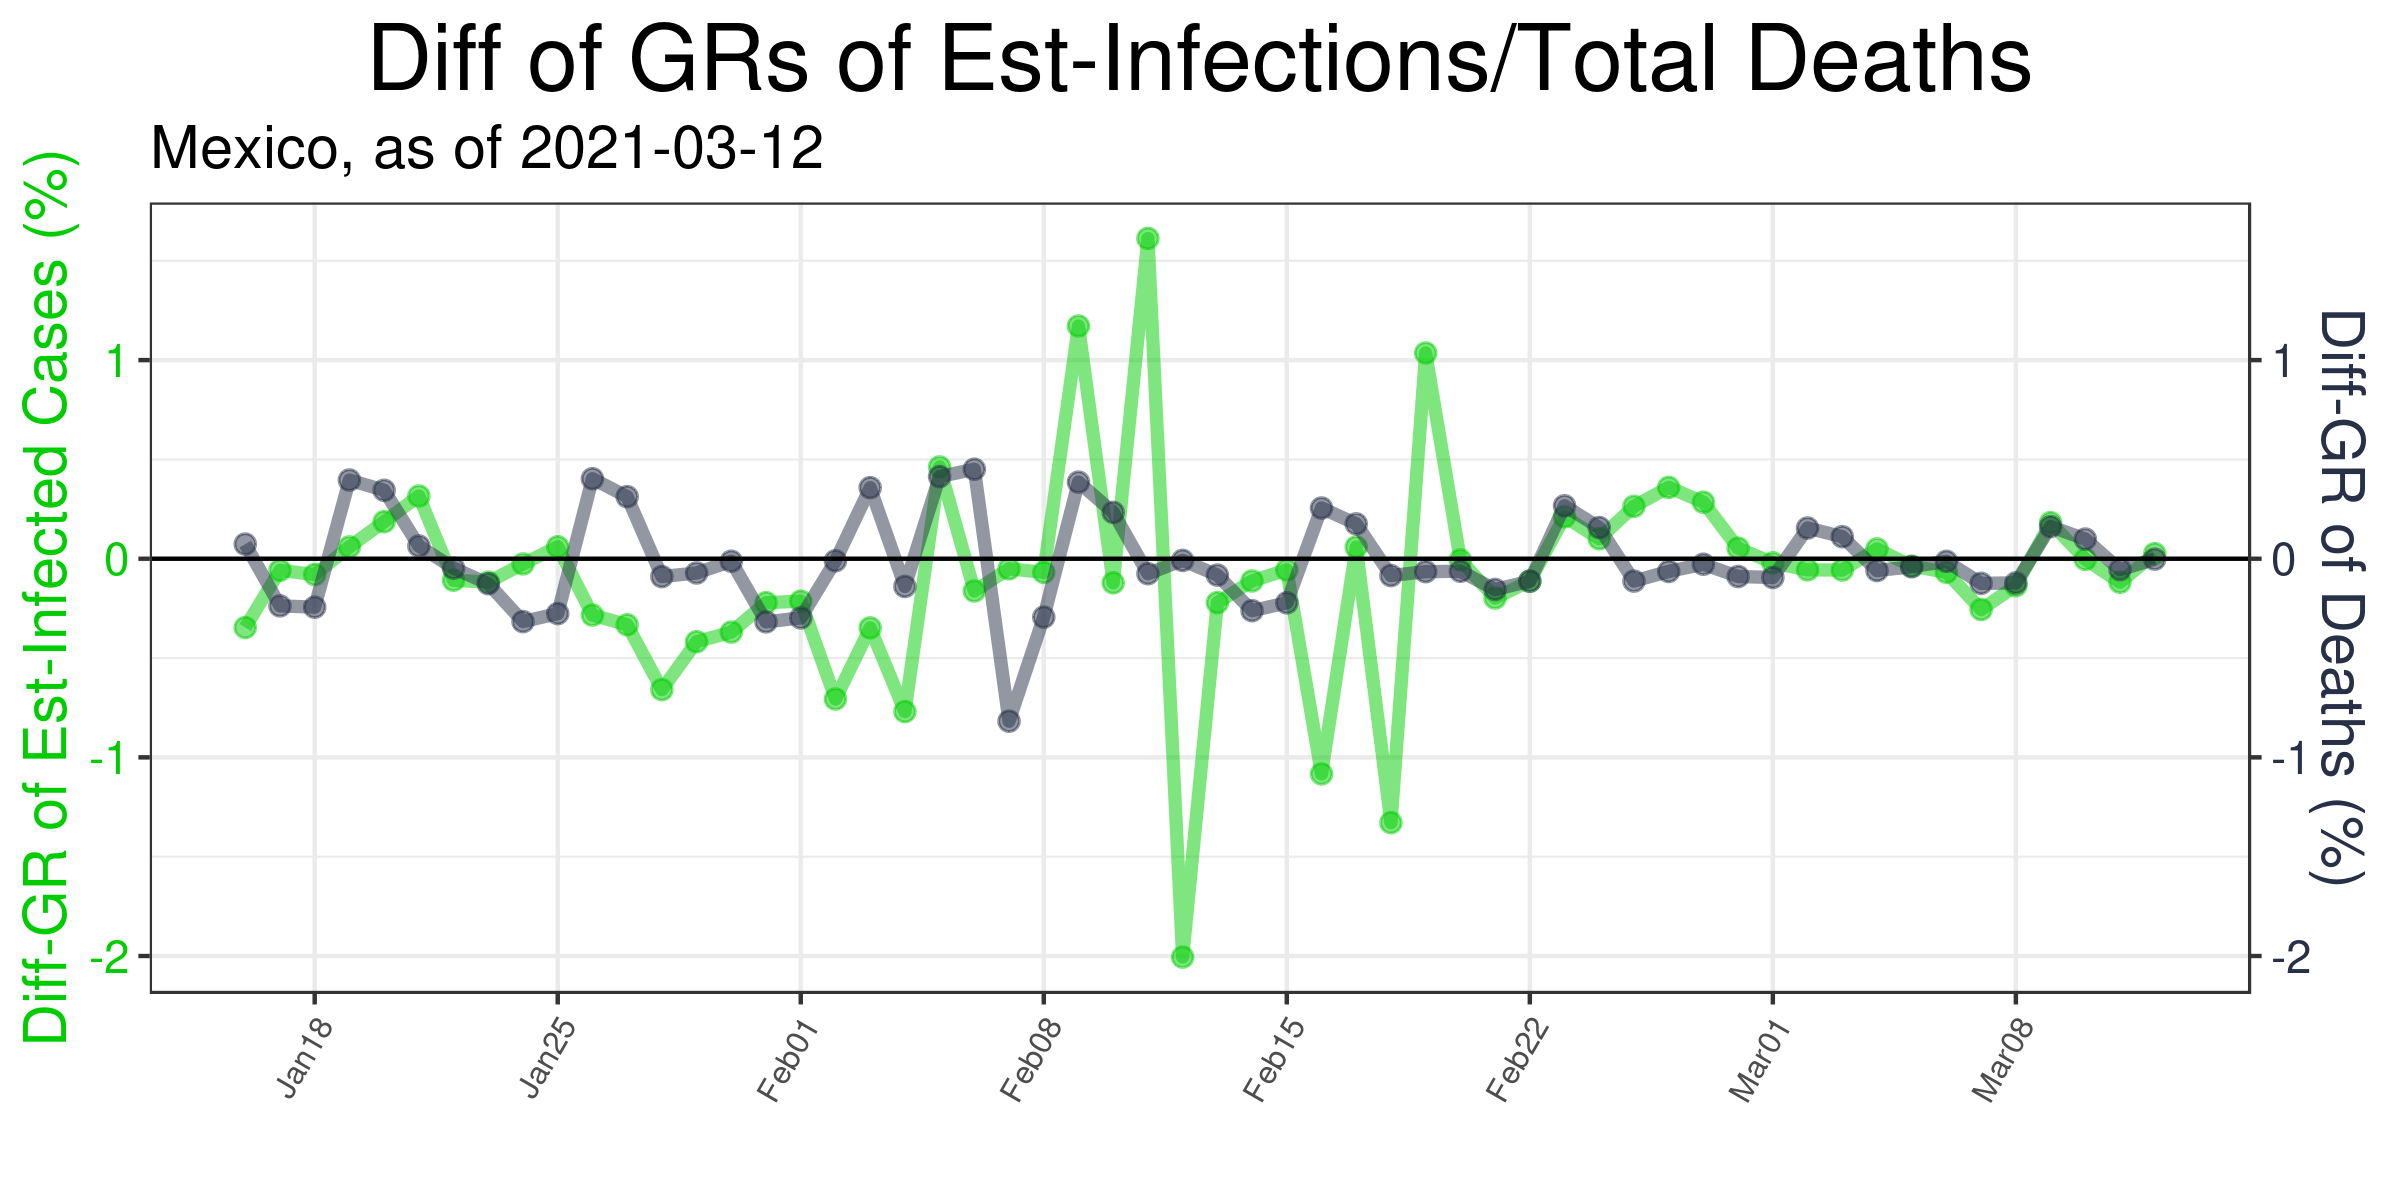 Diff of GRs of Est-Infections/Total Deaths
Mexico, as of 2021-03-12
Diff-GR of Est-Infected Cases (%)
1
0
-1
-2
1
0
-1
-2
Diff-GR of Deaths (%)
Jan18
Jan25
Feb01
Feb08
Feb15
Feb22
Mar01
Mar08